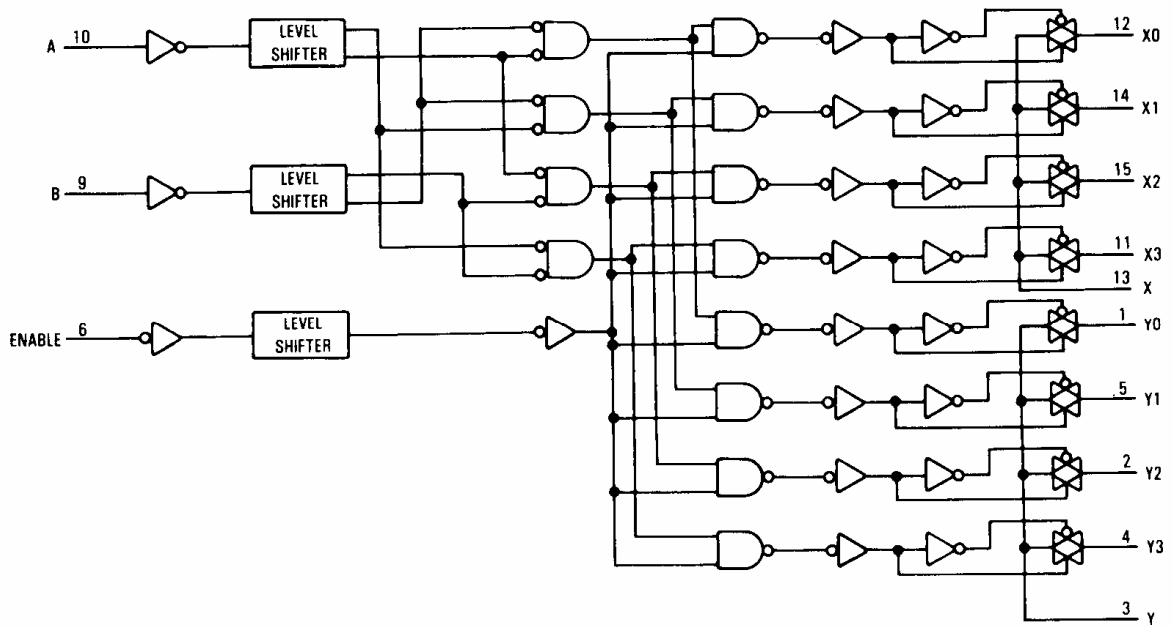 A 10
LEVEL
SHIFTER
B 9
LEVEL
SHIFTER
ENABLE 6
LEVEL
SHIFTER
12 X0
14 X1
15 X2
11 X3
13 X
1 Y0
5 Y1
2 Y2
4 Y3
3 Y